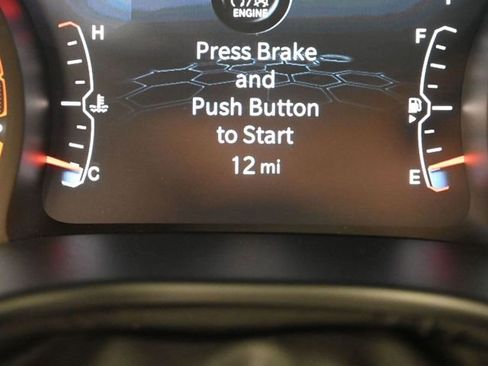 ENGINE
H
F
Press Brake
and
Push Button
to Start
12 mi
C
E